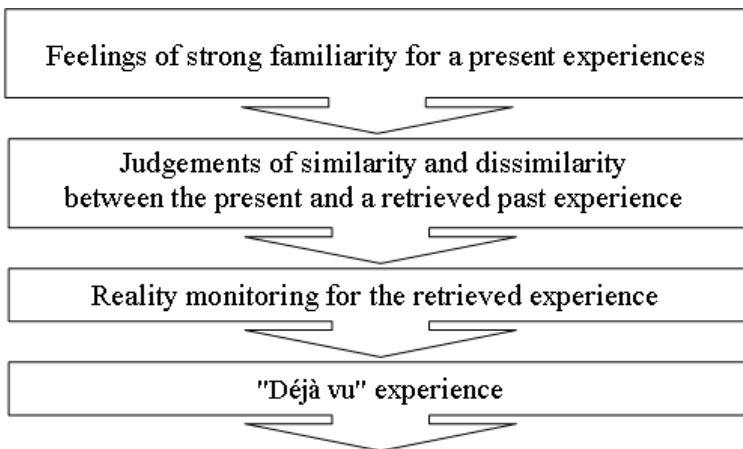 Feelings of strong familiarity for a present experiences
Judgements of similarity and dissimilarity
between the present and a retrieved past experience
Reality monitoring for the retrieved experience
"Déjà vu" experience